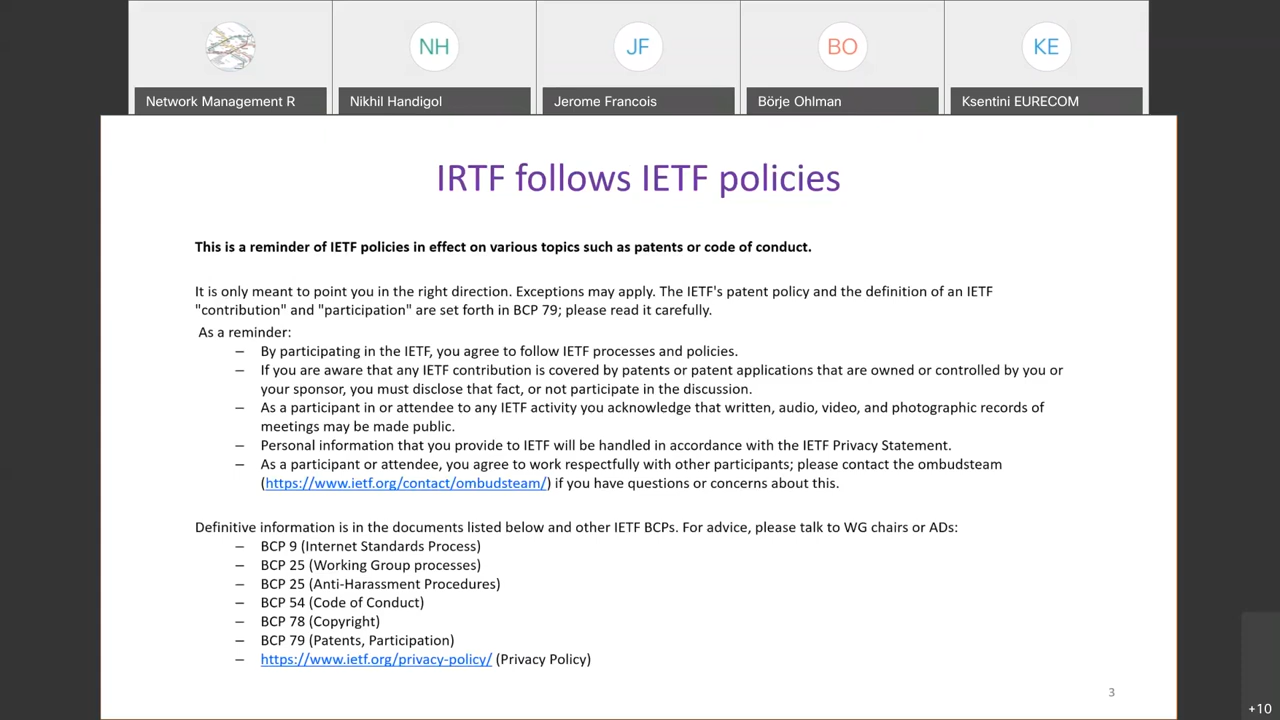 NH
JF
BO
KE
Network Management R
Nikhil Handigol
Jerome Francois
Börje Ohlman
Ksentini EURECOM
IRTF follows IETF policies
This is a reminder of IETF policies in effect on various topics such as patents or code of conduct.
It is only meant to point you in the right direction. Exceptions may apply. The IETF's patent policy and the definition of an IETF
"contribution" and "participation" are set forth in BCP 79; please read it carefully.
As a reminder:
– By participating in the IETF, you agree to follow IETF processes and policies.
– If you are aware that any IETF contribution is covered by patents or patent applications that are owned or controlled by you or
your sponsor, you must disclose that fact, or not participate in the discussion.
– As a participant in or attendee to any IETF activity you acknowledge that written, audio, video, and photographic records of
meetings may be made public.
– Personal information that you provide to IETF will be handled in accordance with the IETF Privacy Statement.
– As a participant or attendee, you agree to work respectfully with other participants; please contact the ombudsteam
(https://www.ietf.org/contact/ombudsteam/) if you have questions or concerns about this.
Definitive information is in the documents listed below and other IETF BCPs. For advice, please talk to WG chairs or ADs:
– BCP 9 (Internet Standards Process)
– BCP 25 (Working Group processes)
– BCP 25 (Anti-Harassment Procedures)
– BCP 54 (Code of Conduct)
– BCP 78 (Copyright)
– BCP 79 (Patents, Participation)
– https://www.ietf.org/privacy-policy/ (Privacy Policy)
3
+10